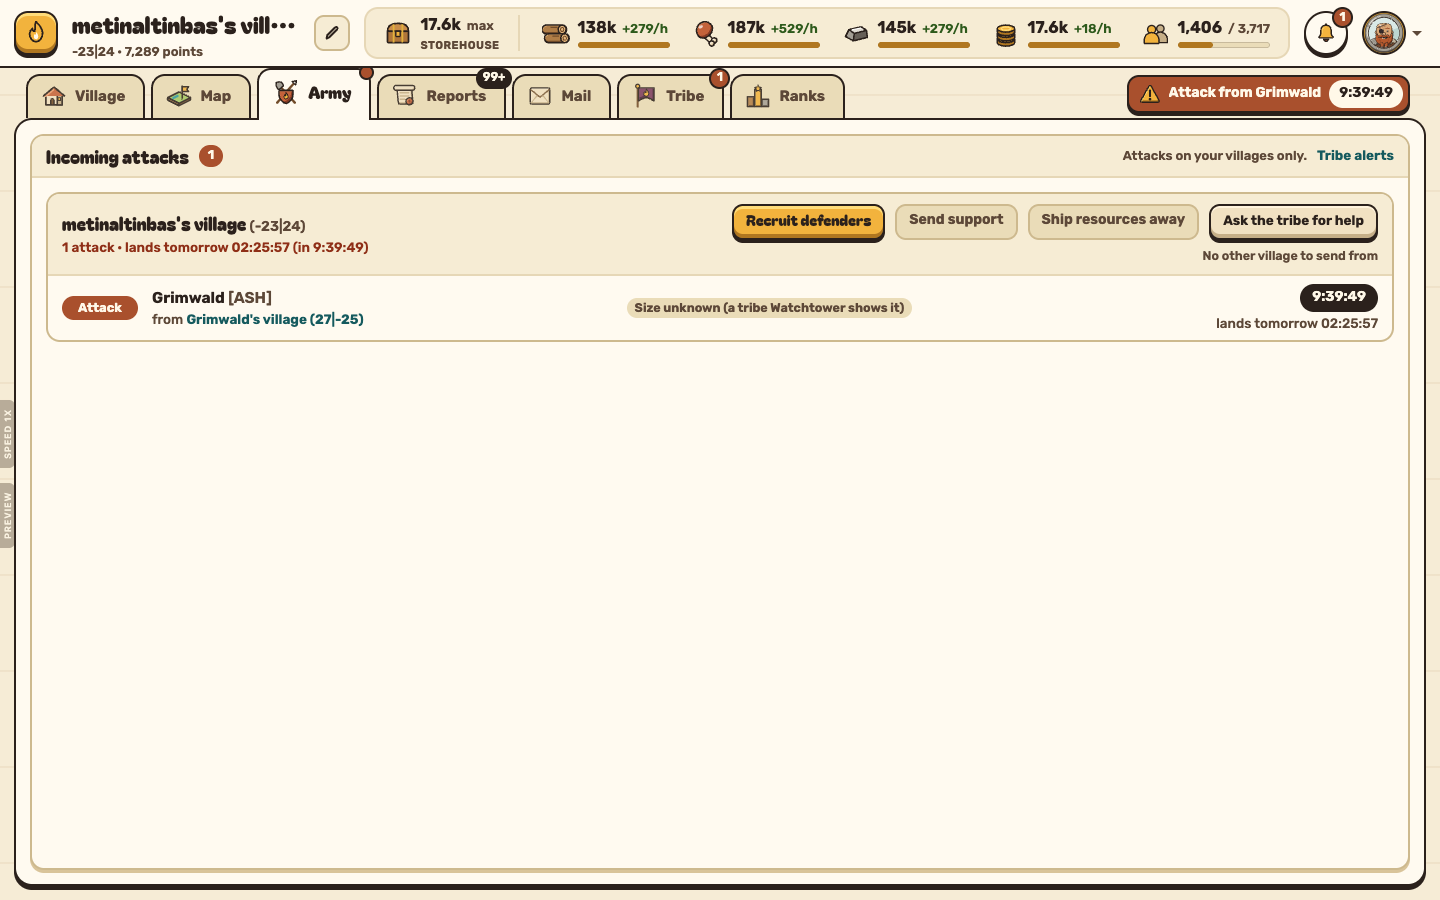 metinaltinbas's vill•••
-23|24 • 7,289 points
17.6k max
STOREHOUSE
138k +279/h
187k +529/h
145k +279/h
17.6k +18/h
1,406 / 3,717
1
Village
Map
Army
Reports
99+
Mail
Tribe
1
Ranks
Attack from Grimwald 9:39:49
Incoming attacks 1
Attacks on your villages only. Tribe alerts
metinaltinbas's village (-23|24)
1 attack • lands tomorrow 02:25:57 (in 9:39:49)
Recruit defenders
Send support
Ship resources away
Ask the tribe for help
No other village to send from
Attack
Grimwald [ASH]
from Grimwald's village (27|-25)
Size unknown (a tribe Watchtower shows it)
9:39:49
lands tomorrow 02:25:57
SPEED 1X
PREVIEW